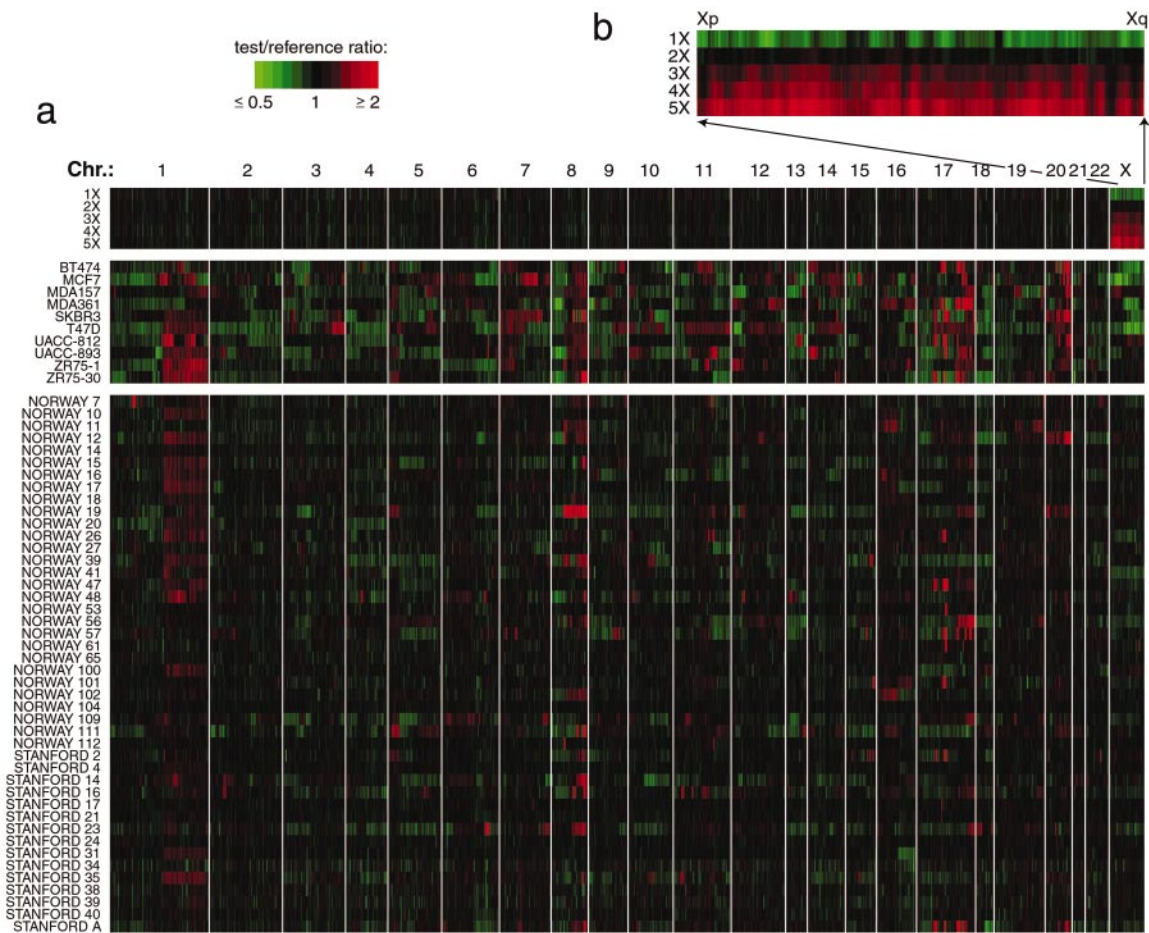 b
Xp Xq
1X
2X
3X
4X
5X
test/reference ratio:
≤ 0.5 1 ≥ 2
a
Chr.: 1 2 3 4 5 6 7 8 9 10 11 12 13 14 15 16 17 18 19 20 21 22 X
1X
2X
3X
4X
5X
BT474
MCF7
MDA157
MDA361
SKBR3
T47D
UACC-812
UACC-893
ZR75-1
ZR75-30
NORWAY 7
NORWAY 10
NORWAY 11
NORWAY 12
NORWAY 14
NORWAY 15
NORWAY 16
NORWAY 17
NORWAY 18
NORWAY 19
NORWAY 20
NORWAY 26
NORWAY 27
NORWAY 39
NORWAY 41
NORWAY 47
NORWAY 48
NORWAY 53
NORWAY 56
NORWAY 57
NORWAY 61
NORWAY 65
NORWAY 100
NORWAY 101
NORWAY 102
NORWAY 104
NORWAY 109
NORWAY 111
NORWAY 112
STANFORD 2
STANFORD 4
STANFORD 14
STANFORD 16
STANFORD 17
STANFORD 21
STANFORD 23
STANFORD 24
STANFORD 31
STANFORD 34
STANFORD 35
STANFORD 38
STANFORD 39
STANFORD 40
STANFORD A